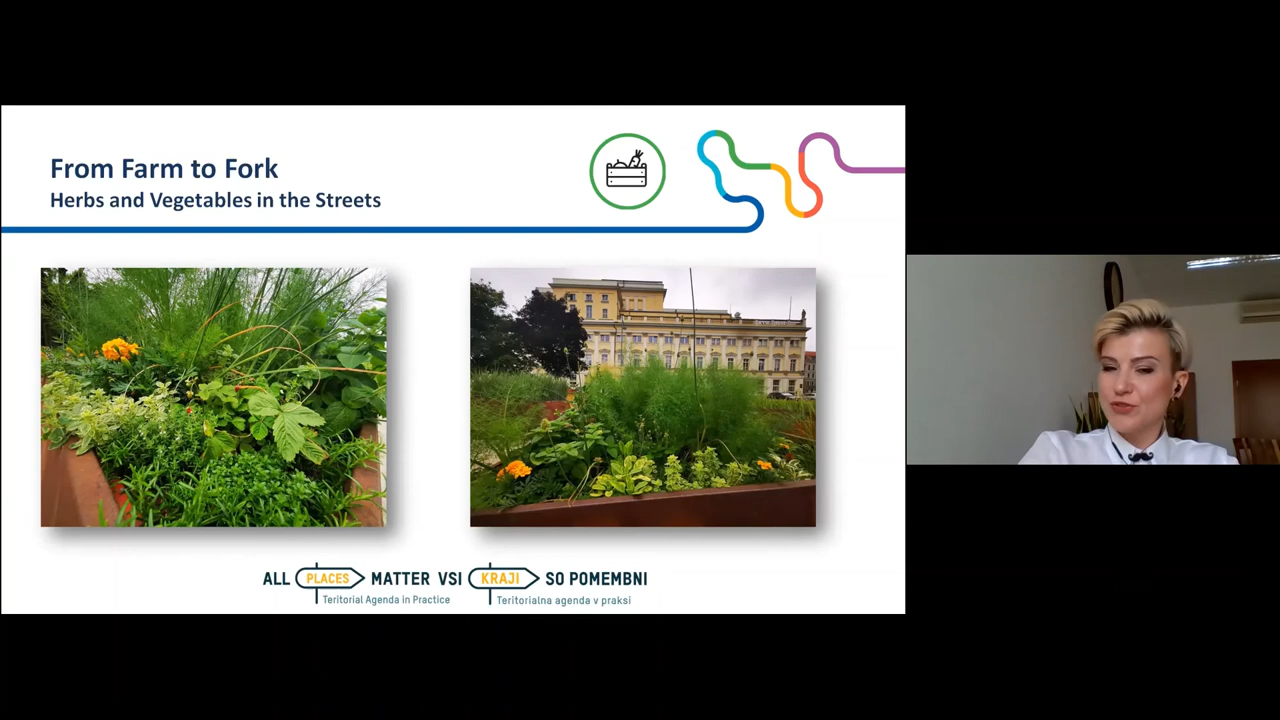 From Farm to Fork
Herbs and Vegetables in the Streets
ALL PLACES MATTER VSI KRAJI SO POMEMBNI
Territorial Agenda in Practice Teritorialna agenda v praksi